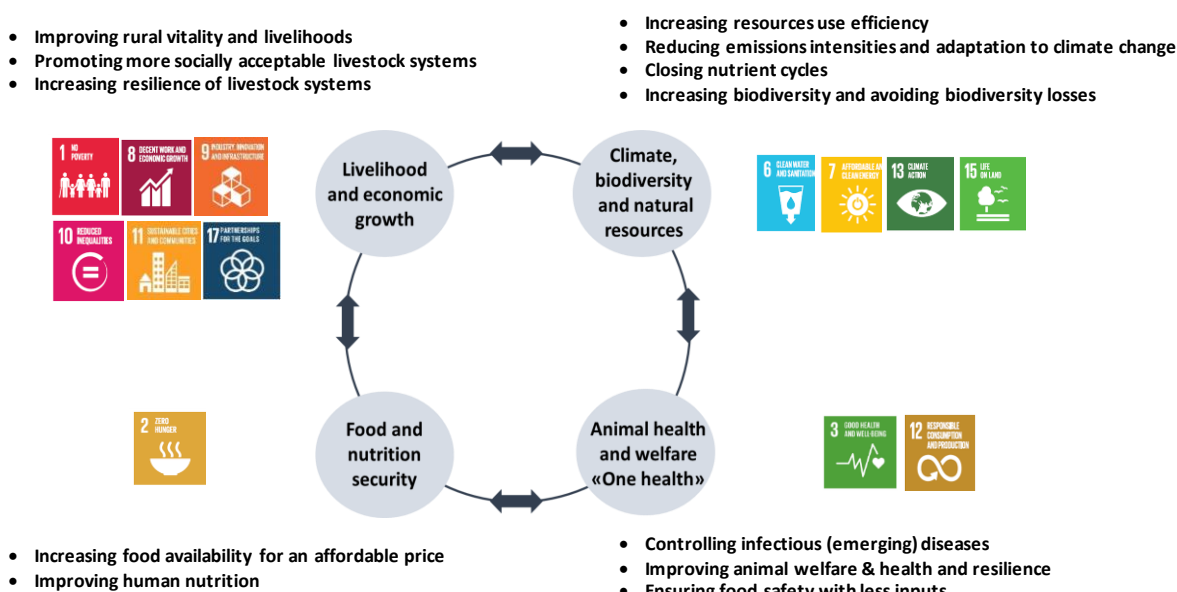 • Improving rural vitality and livelihoods
• Promoting more socially acceptable livestock systems
• Increasing resilience of livestock systems
• Increasing resources use efficiency
• Reducing emissions intensities and adaptation to climate change
• Closing nutrient cycles
• Increasing biodiversity and avoiding biodiversity losses
1 NO
POVERTY
8 DECENT WORK AND
ECONOMIC GROWTH
9 INDUSTRY, INNOVATION
AND INFRASTRUCTURE
10 REDUCED
INEQUALITIES
11 SUSTAINABLE CITIES
AND COMMUNITIES
17 PARTNERSHIPS
FOR THE GOALS
Livelihood
and economic
growth
Climate,
biodiversity
and natural
resources
6 CLEAN WATER
AND SANITATION
7 AFFORDABLE AN
CLEAN ENERGY
13 CLIMATE
ACTION
15 LIFE
ON LAND
2 ZERO
HUNGER
Food and
nutrition
security
Animal health
and welfare
«One health»
3 GOOD HEALTH
AND WELL-BEING
12 RESPONSIBLE
CONSUMPTION
AND PRODUCTION
• Increasing food availability for an affordable price
• Improving human nutrition
• Controlling infectious (emerging) diseases
• Improving animal welfare & health and resilience
• Ensuring food safety with less inputs